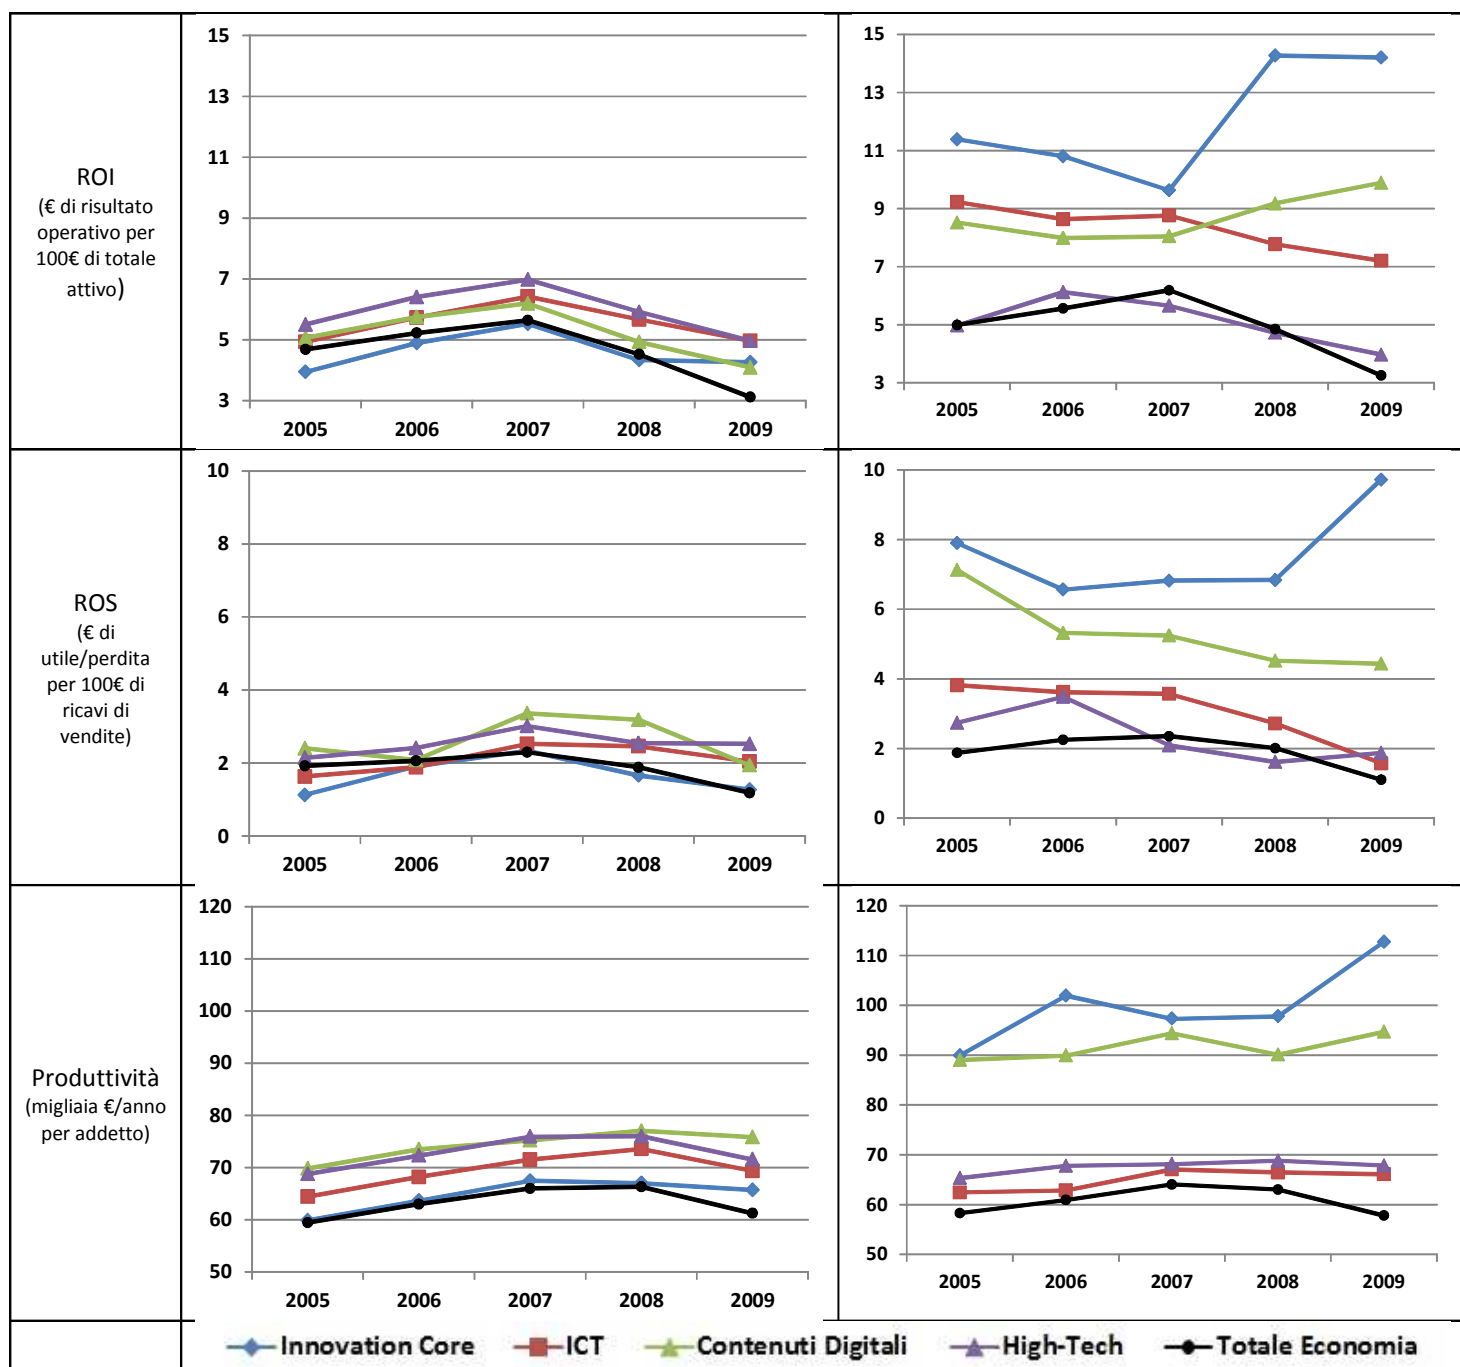 ROI
(€ di risultato
operativo per
100€ di totale
attivo)
15
13
11
9
7
5
3
2005 2006 2007 2008 2009
15
13
11
9
7
5
3
2005 2006 2007 2008 2009
ROS
(€ di
utile/perdita
per 100€ di
ricavi di
vendite)
10
8
6
4
2
0
2005 2006 2007 2008 2009
10
8
6
4
2
0
2005 2006 2007 2008 2009
Produttività
(migliaia €/anno
per addetto)
120
110
100
90
80
70
60
50
2005 2006 2007 2008 2009
120
110
100
90
80
70
60
50
2005 2006 2007 2008 2009
Innovation Core ICT Contenuti Digitali High-Tech Totale Economia